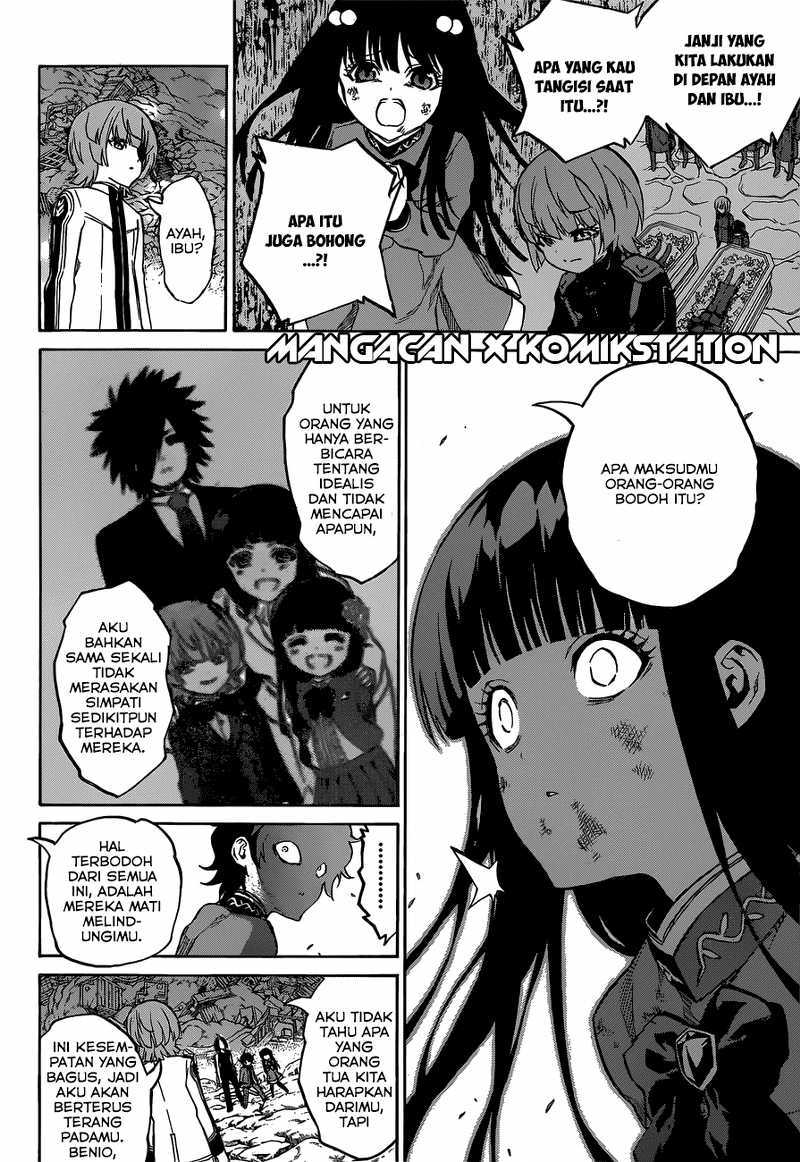 JANJI YANG
KITA LAKUKAN
DI DEPAN AYAH
DAN IBU...!
APA YANG KAU
TANGISI SAAT
ITU...?!
APA ITU
JUGA BOHONG
...?!
AYAH,
IBU?
MANGACAN X KOMIKSTATION
APA MAKSUDMU
ORANG-ORANG
BODOH ITU?
UNTUK
ORANG YANG
HANYA BER-
BICARA
TENTANG
IDEALIS
DAN TIDAK
MENCAPAI
APAPUN,
AKU
BAHKAN
SAMA SEKALI
TIDAK
MERASAKAN
SIMPATI
SEDIKITPUN
TERHADAP
MEREKA.
HAL
TERBODOH
DARI SEMUA
INI, ADALAH
MEREKA MATI
MELIND-
UNGIMU.
..........
AKU TIDAK
TAHU APA
YANG
ORANG
TUA KITA
HARAPKAN
DARIMU,
TAPI
INI KESEM-
PATAN YANG
BAGUS, JADI
AKU AKAN
BERTERUS
TERANG
PADAMU.
BENIO,